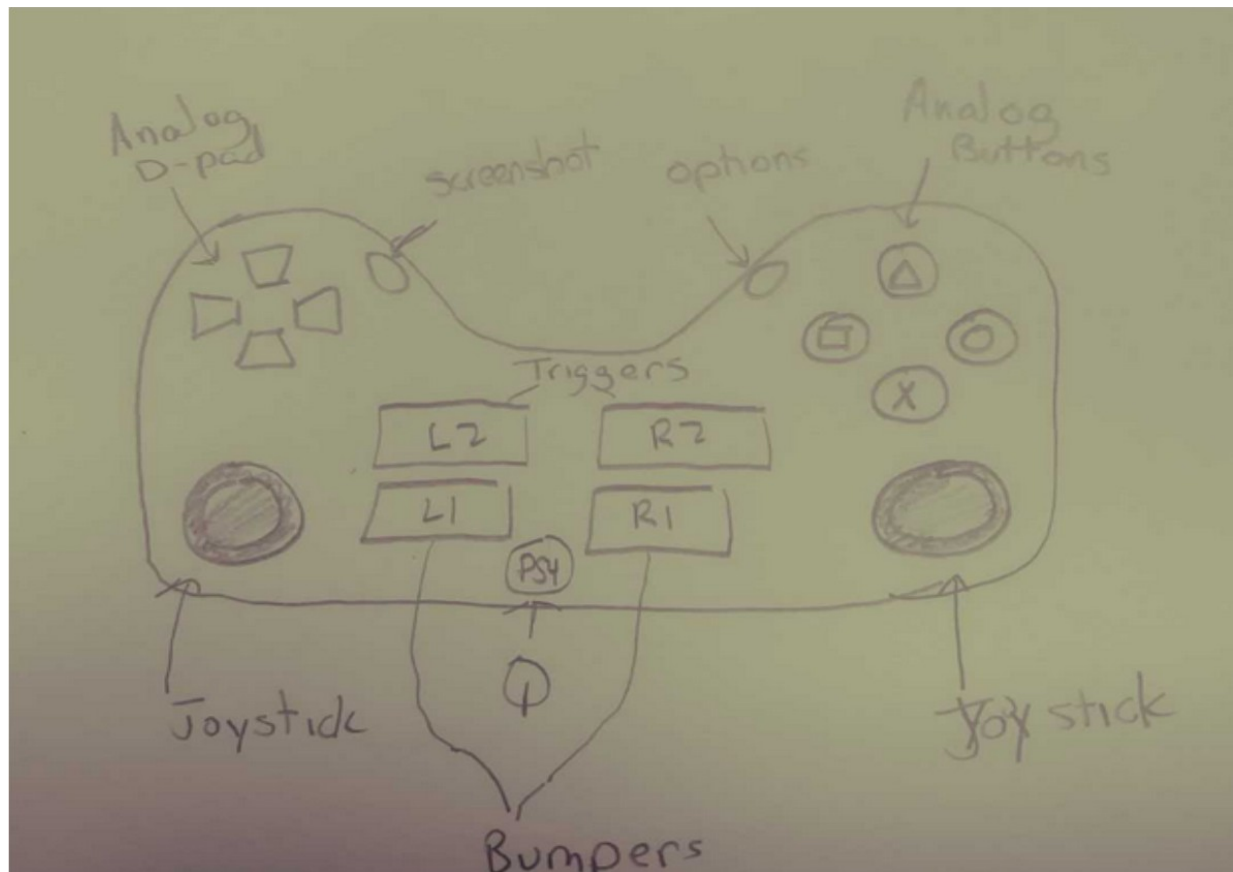 Analog
D-pad
screenshot
options
Analog
Buttons
Triggers
L2
R2
L1
R1
PS4
X
Joystick
Joystick
Bumpers